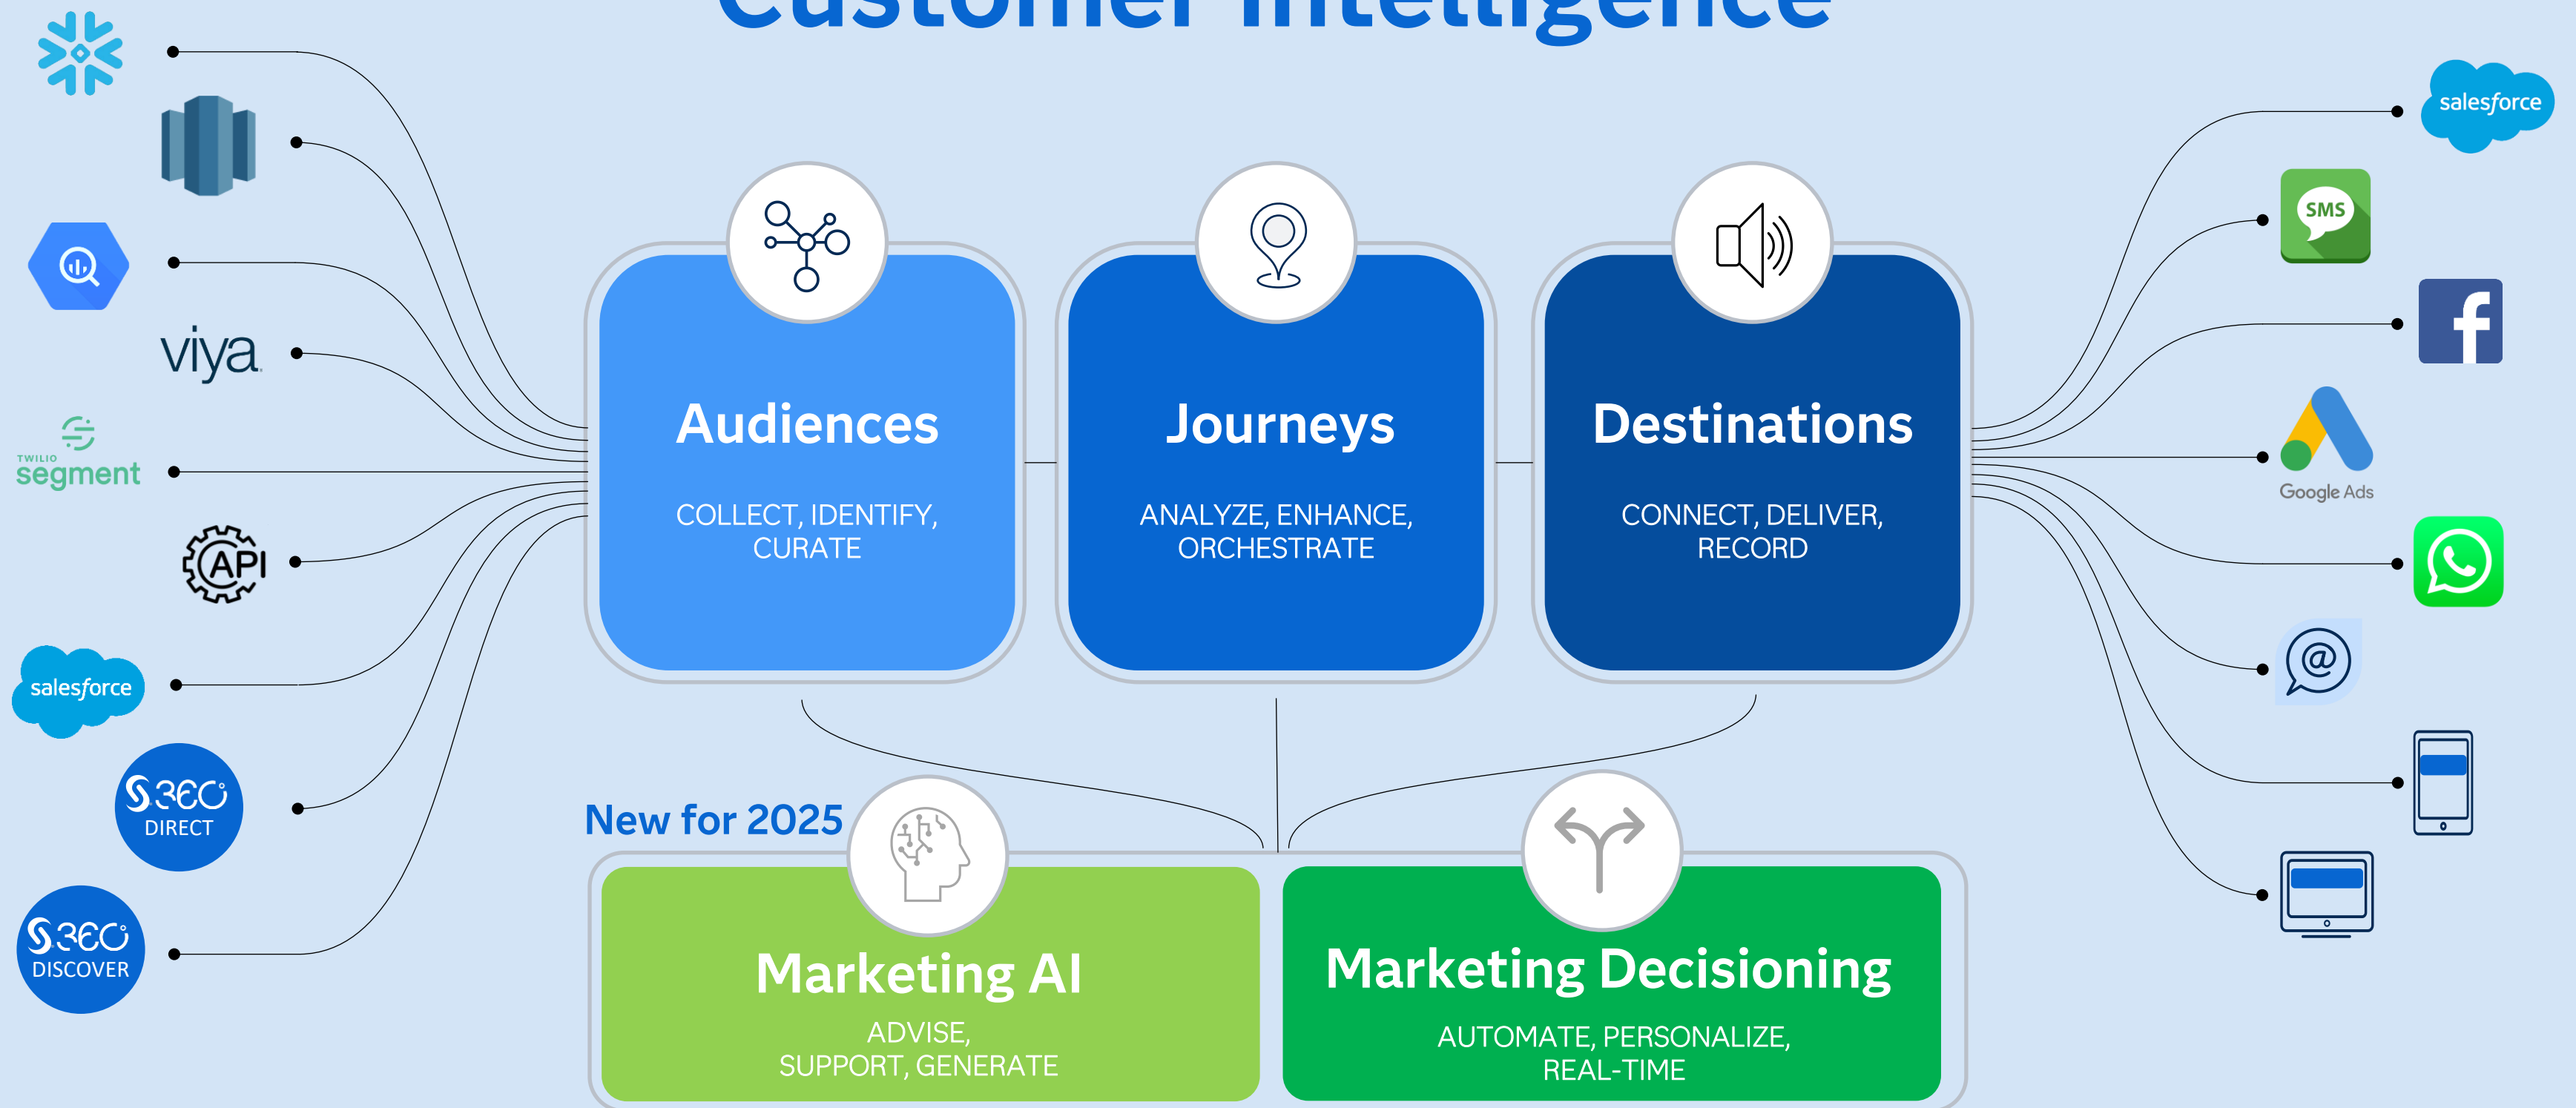 Customer Intelligence
viya
TWILIO
segment
API
salesforce
S 360°
DIRECT
S 360°
DISCOVER
Audiences
COLLECT, IDENTIFY,
CURATE
Journeys
ANALYZE, ENHANCE,
ORCHESTRATE
Destinations
CONNECT, DELIVER,
RECORD
New for 2025
Marketing AI
ADVISE,
SUPPORT, GENERATE
Marketing Decisioning
AUTOMATE, PERSONALIZE,
REAL-TIME
salesforce
SMS
f
Google Ads
@